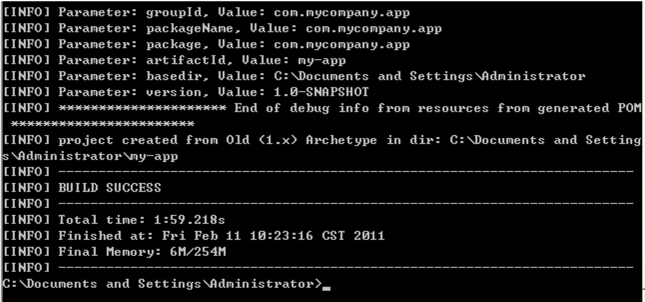 [INFO] Parameter: groupId, Value: com.mycompany.app
[INFO] Parameter: packageName, Value: com.mycompany.app
[INFO] Parameter: package, Value: com.mycompany.app
[INFO] Parameter: artifactId, Value: my-app
[INFO] Parameter: basedir, Value: C:\Documents and Settings\Administrator
[INFO] Parameter: version, Value: 1.0-SNAPSHOT
[INFO] ********************* End of debug info from resources from generated POM
 ***********************
[INFO] project created from Old (1.x) Archetype in dir: C:\Documents and Setting
s\Administrator\my-app
[INFO] ------------------------------------------------------------------------
[INFO] BUILD SUCCESS
[INFO] ------------------------------------------------------------------------
[INFO] Total time: 1:59.218s
[INFO] Finished at: Fri Feb 11 10:23:16 CST 2011
[INFO] Final Memory: 6M/254M
[INFO] ------------------------------------------------------------------------
C:\Documents and Settings\Administrator>_